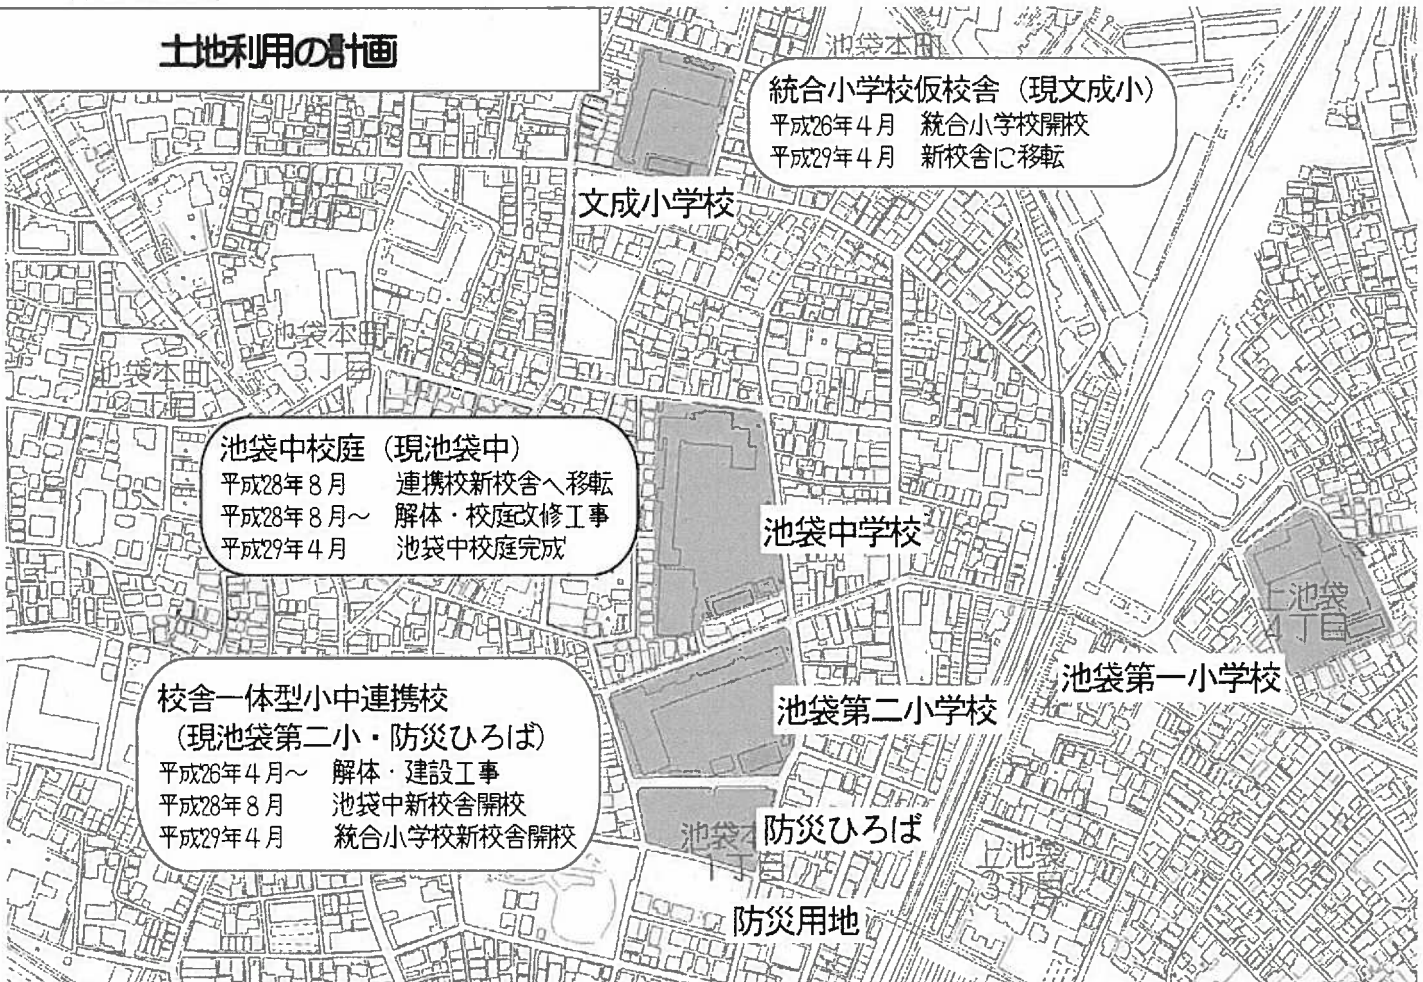 土地利用の計画
池袋本町
統合小学校仮校舎（現文成小）
平成26年4月　統合小学校開校
平成29年4月　新校舎に移転
文成小学校
池袋本町
3丁目
池袋本町
池袋中校庭（現池袋中）
平成28年8月　連携校新校舎へ移転
平成28年8月～　解体・校庭改修工事
平成29年4月　池袋中校庭完成
池袋中学校
上池袋
4丁目
池袋第一小学校
池袋第二小学校
校舎一体型小中連携校
（現池袋第二小・防災ひろば）
平成26年4月～　解体・建設工事
平成28年8月　池袋中新校舎開校
平成29年4月　統合小学校新校舎開校
防災ひろば
池袋本
1丁目
上池袋
3丁目
防災用地